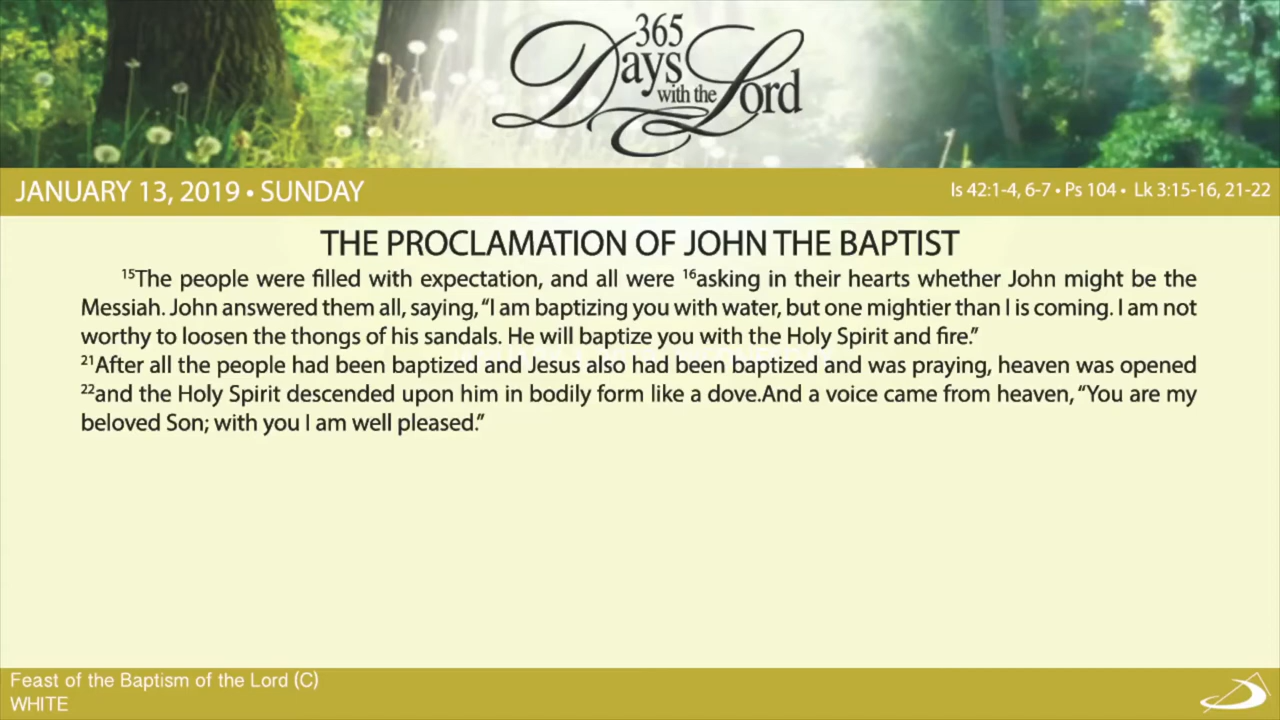 365
Days
with the Lord
JANUARY 13, 2019 • SUNDAY
Is 42:1-4, 6-7 • Ps 104 • Lk 3:15-16, 21-22
THE PROCLAMATION OF JOHN THE BAPTIST
15The people were filled with expectation, and all were 16asking in their hearts whether John might be the
Messiah. John answered them all, saying, “I am baptizing you with water, but one mightier than I is coming. I am not
worthy to loosen the thongs of his sandals. He will baptize you with the Holy Spirit and fire.”
21After all the people had been baptized and Jesus also had been baptized and was praying, heaven was opened
22and the Holy Spirit descended upon him in bodily form like a dove.And a voice came from heaven, “You are my
beloved Son; with you I am well pleased.”
Feast of the Baptism of the Lord (C)
WHITE